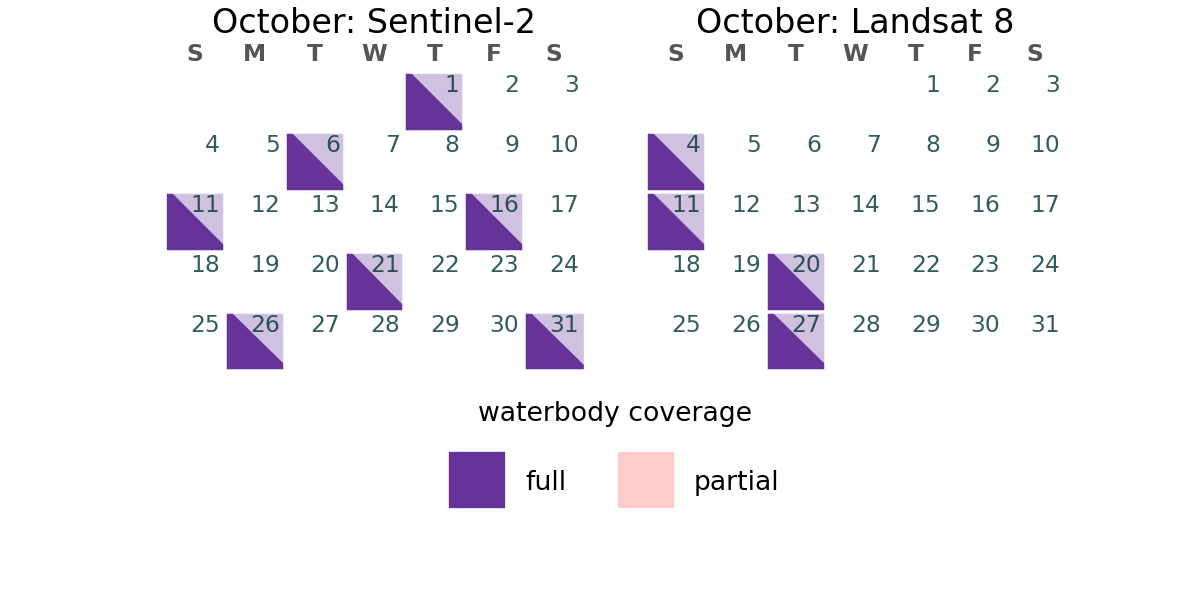 October: Sentinel-2
S M T W T F S
1 2 3
4 5 6 7 8 9 10
11 12 13 14 15 16 17
18 19 20 21 22 23 24
25 26 27 28 29 30 31
October: Landsat 8
S M T W T F S
1 2 3
4 5 6 7 8 9 10
11 12 13 14 15 16 17
18 19 20 21 22 23 24
25 26 27 28 29 30 31
waterbody coverage
full
partial